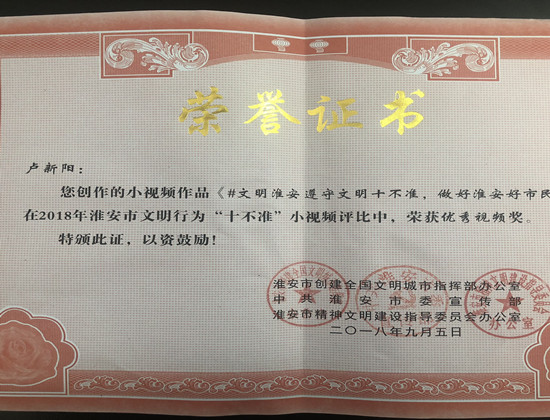 荣誉证书
卢新阳：
您创作的小视频作品《#文明淮安遵守文明十不准，做好淮安好市民
在2018年淮安市文明行为“十不准”小视频评比中，荣获优秀视频奖。
特颁此证，以资鼓励！
淮安市创建全国文明城市指挥部办公室
中共淮安市委宣传部
淮安市精神文明建设指导委员会办公室
二〇一八年九月五日
办公室